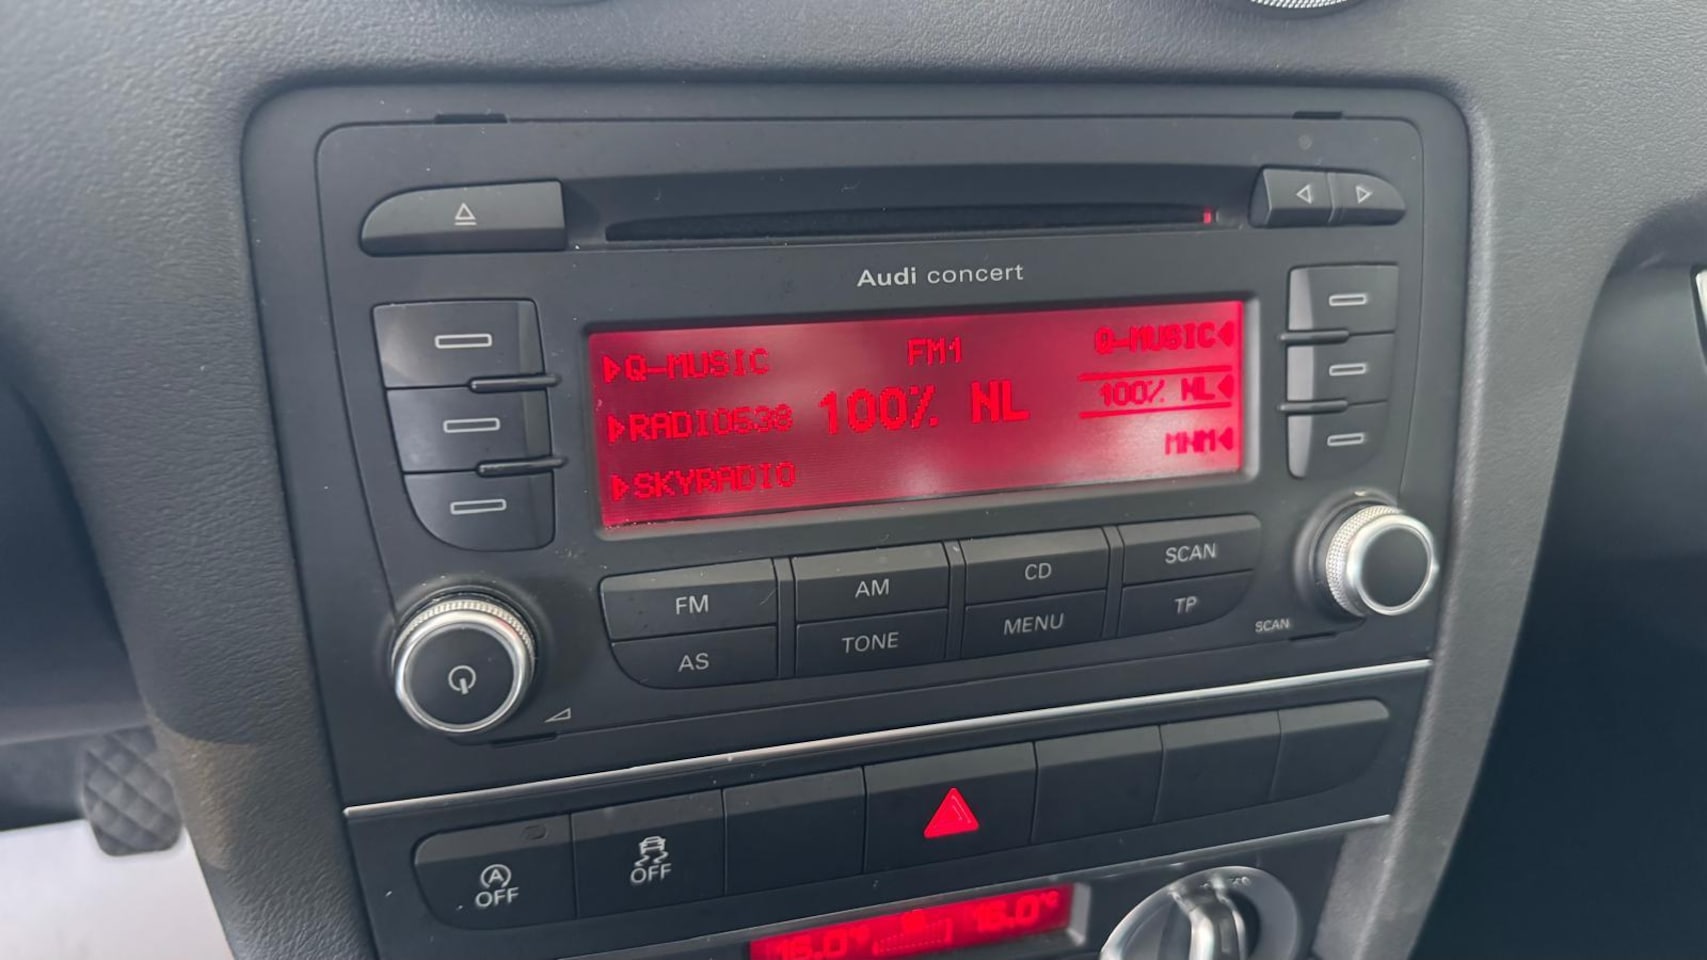 Audi concert
Q-MUSIC FM1 Q-MUSIC
RADIO538 100% NL 100% NL
SKYRADIO MNM
FM AM CD SCAN
AS TONE MENU TP
SCAN
A OFF
OFF